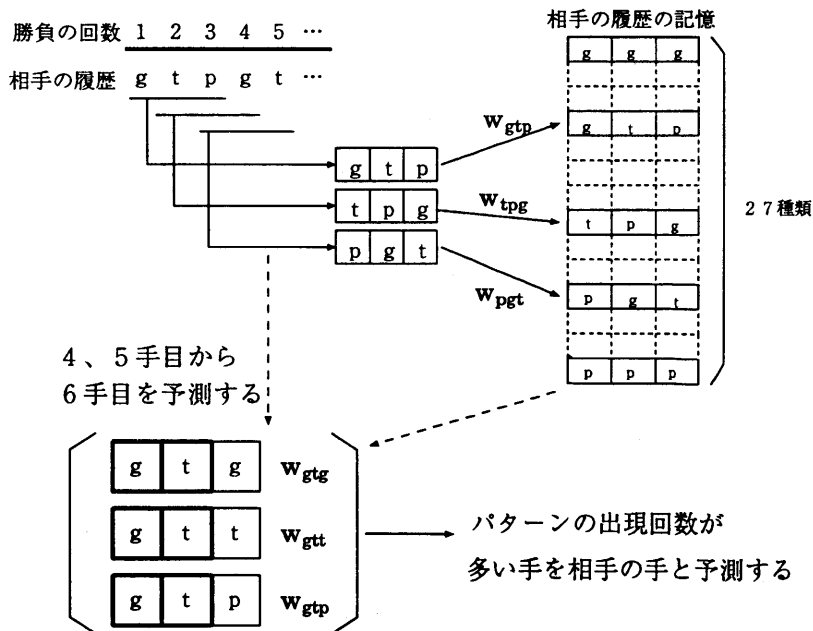 相手の履歴の記憶
勝負の回数 1 2 3 4 5 …
相手の履歴 g t p g t …
g g g
g t p
t p g
p g t
p p p
27種類
g t p
t p g
p g t
w_gtp
w_tpg
w_pgt
4、5手目から
6手目を予測する
g t g w_gtg
g t t w_gtt
g t p w_gtp
パターンの出現回数が
多い手を相手の手と予測する